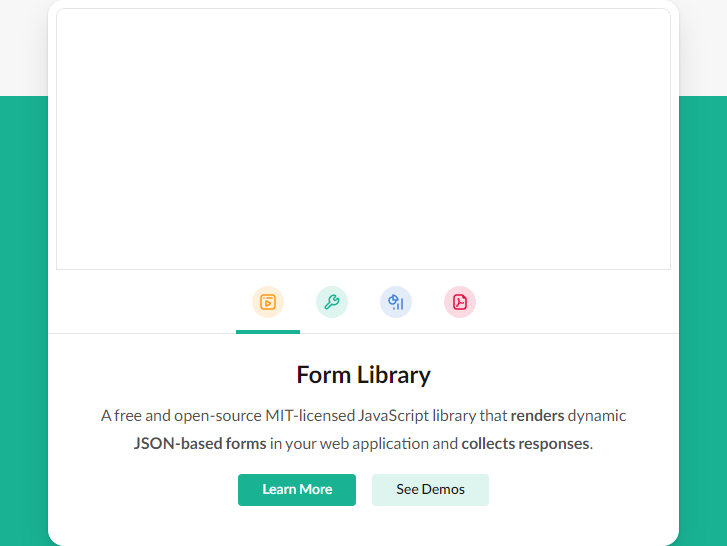 Form Library
A free and open-source MIT-licensed JavaScript library that renders dynamic
JSON-based forms in your web application and collects responses.
Learn More
See Demos